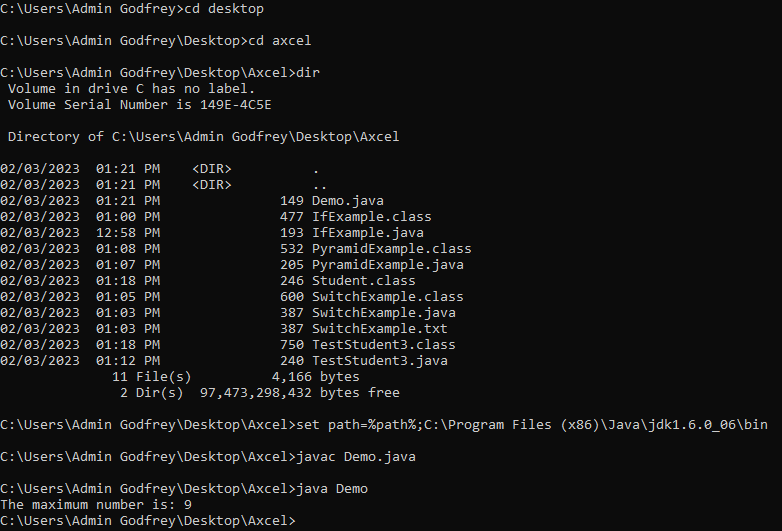 C:\Users\Admin Godfrey>cd desktop
C:\Users\Admin Godfrey\Desktop>cd axcel
C:\Users\Admin Godfrey\Desktop\Axcel>dir
Volume in drive C has no label.
Volume Serial Number is 149E-4C5E
Directory of C:\Users\Admin Godfrey\Desktop\Axcel
02/03/2023  01:21 PM    <DIR>          .
02/03/2023  01:21 PM    <DIR>          ..
02/03/2023  01:21 PM               149 Demo.java
02/03/2023  01:00 PM               477 IfExample.class
02/03/2023  12:58 PM               193 IfExample.java
02/03/2023  01:08 PM               532 PyramidExample.class
02/03/2023  01:07 PM               205 PyramidExample.java
02/03/2023  01:18 PM               246 Student.class
02/03/2023  01:05 PM               600 SwitchExample.class
02/03/2023  01:03 PM               387 SwitchExample.java
02/03/2023  01:03 PM               387 SwitchExample.txt
02/03/2023  01:18 PM               750 TestStudent3.class
02/03/2023  01:12 PM               240 TestStudent3.java
11 File(s)          4,166 bytes
2 Dir(s)  97,473,298,432 bytes free
C:\Users\Admin Godfrey\Desktop\Axcel>set path=%path%;C:\Program Files (x86)\Java\jdk1.6.0_06\bin
C:\Users\Admin Godfrey\Desktop\Axcel>javac Demo.java
C:\Users\Admin Godfrey\Desktop\Axcel>java Demo
The maximum number is: 9
C:\Users\Admin Godfrey\Desktop\Axcel>